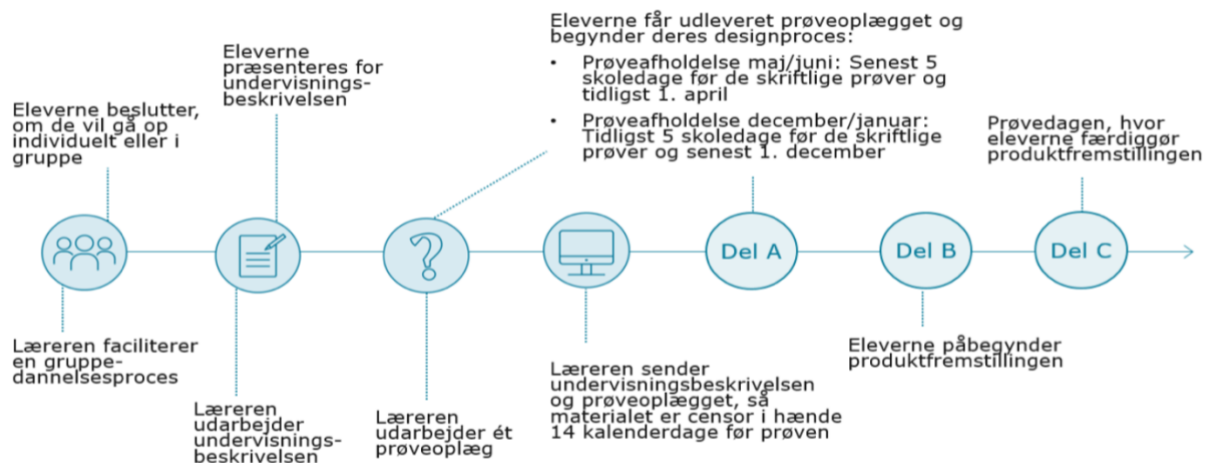 Eleverne beslutter,
om de vil gå op
individuelt eller i
gruppe
Læreren faciliterer
en gruppe-
dannelsesproces
Eleverne
præsenteres for
undervisnings-
beskrivelsen
Læreren
udarbejder
undervisnings-
beskrivelsen
Eleverne får udleveret prøveoplægget og
begynder deres designproces:
• Prøveafholdelse maj/juni: Senest 5
skoledage før de skriftlige prøver og
tidligst 1. april
• Prøveafholdelse december/januar:
Tidligst 5 skoledage før de skriftlige
prøver og senest 1. december
?
Læreren
udarbejder ét
prøveoplæg
Læreren sender
undervisningsbeskrivelsen
og prøveoplægget, så
materialet er censor i hænde
14 kalenderdage før prøven
Del A
Del B
Eleverne påbegynder
produktfremstillingen
Prøvedagen, hvor
eleverne færdiggør
produktfremstillingen
Del C